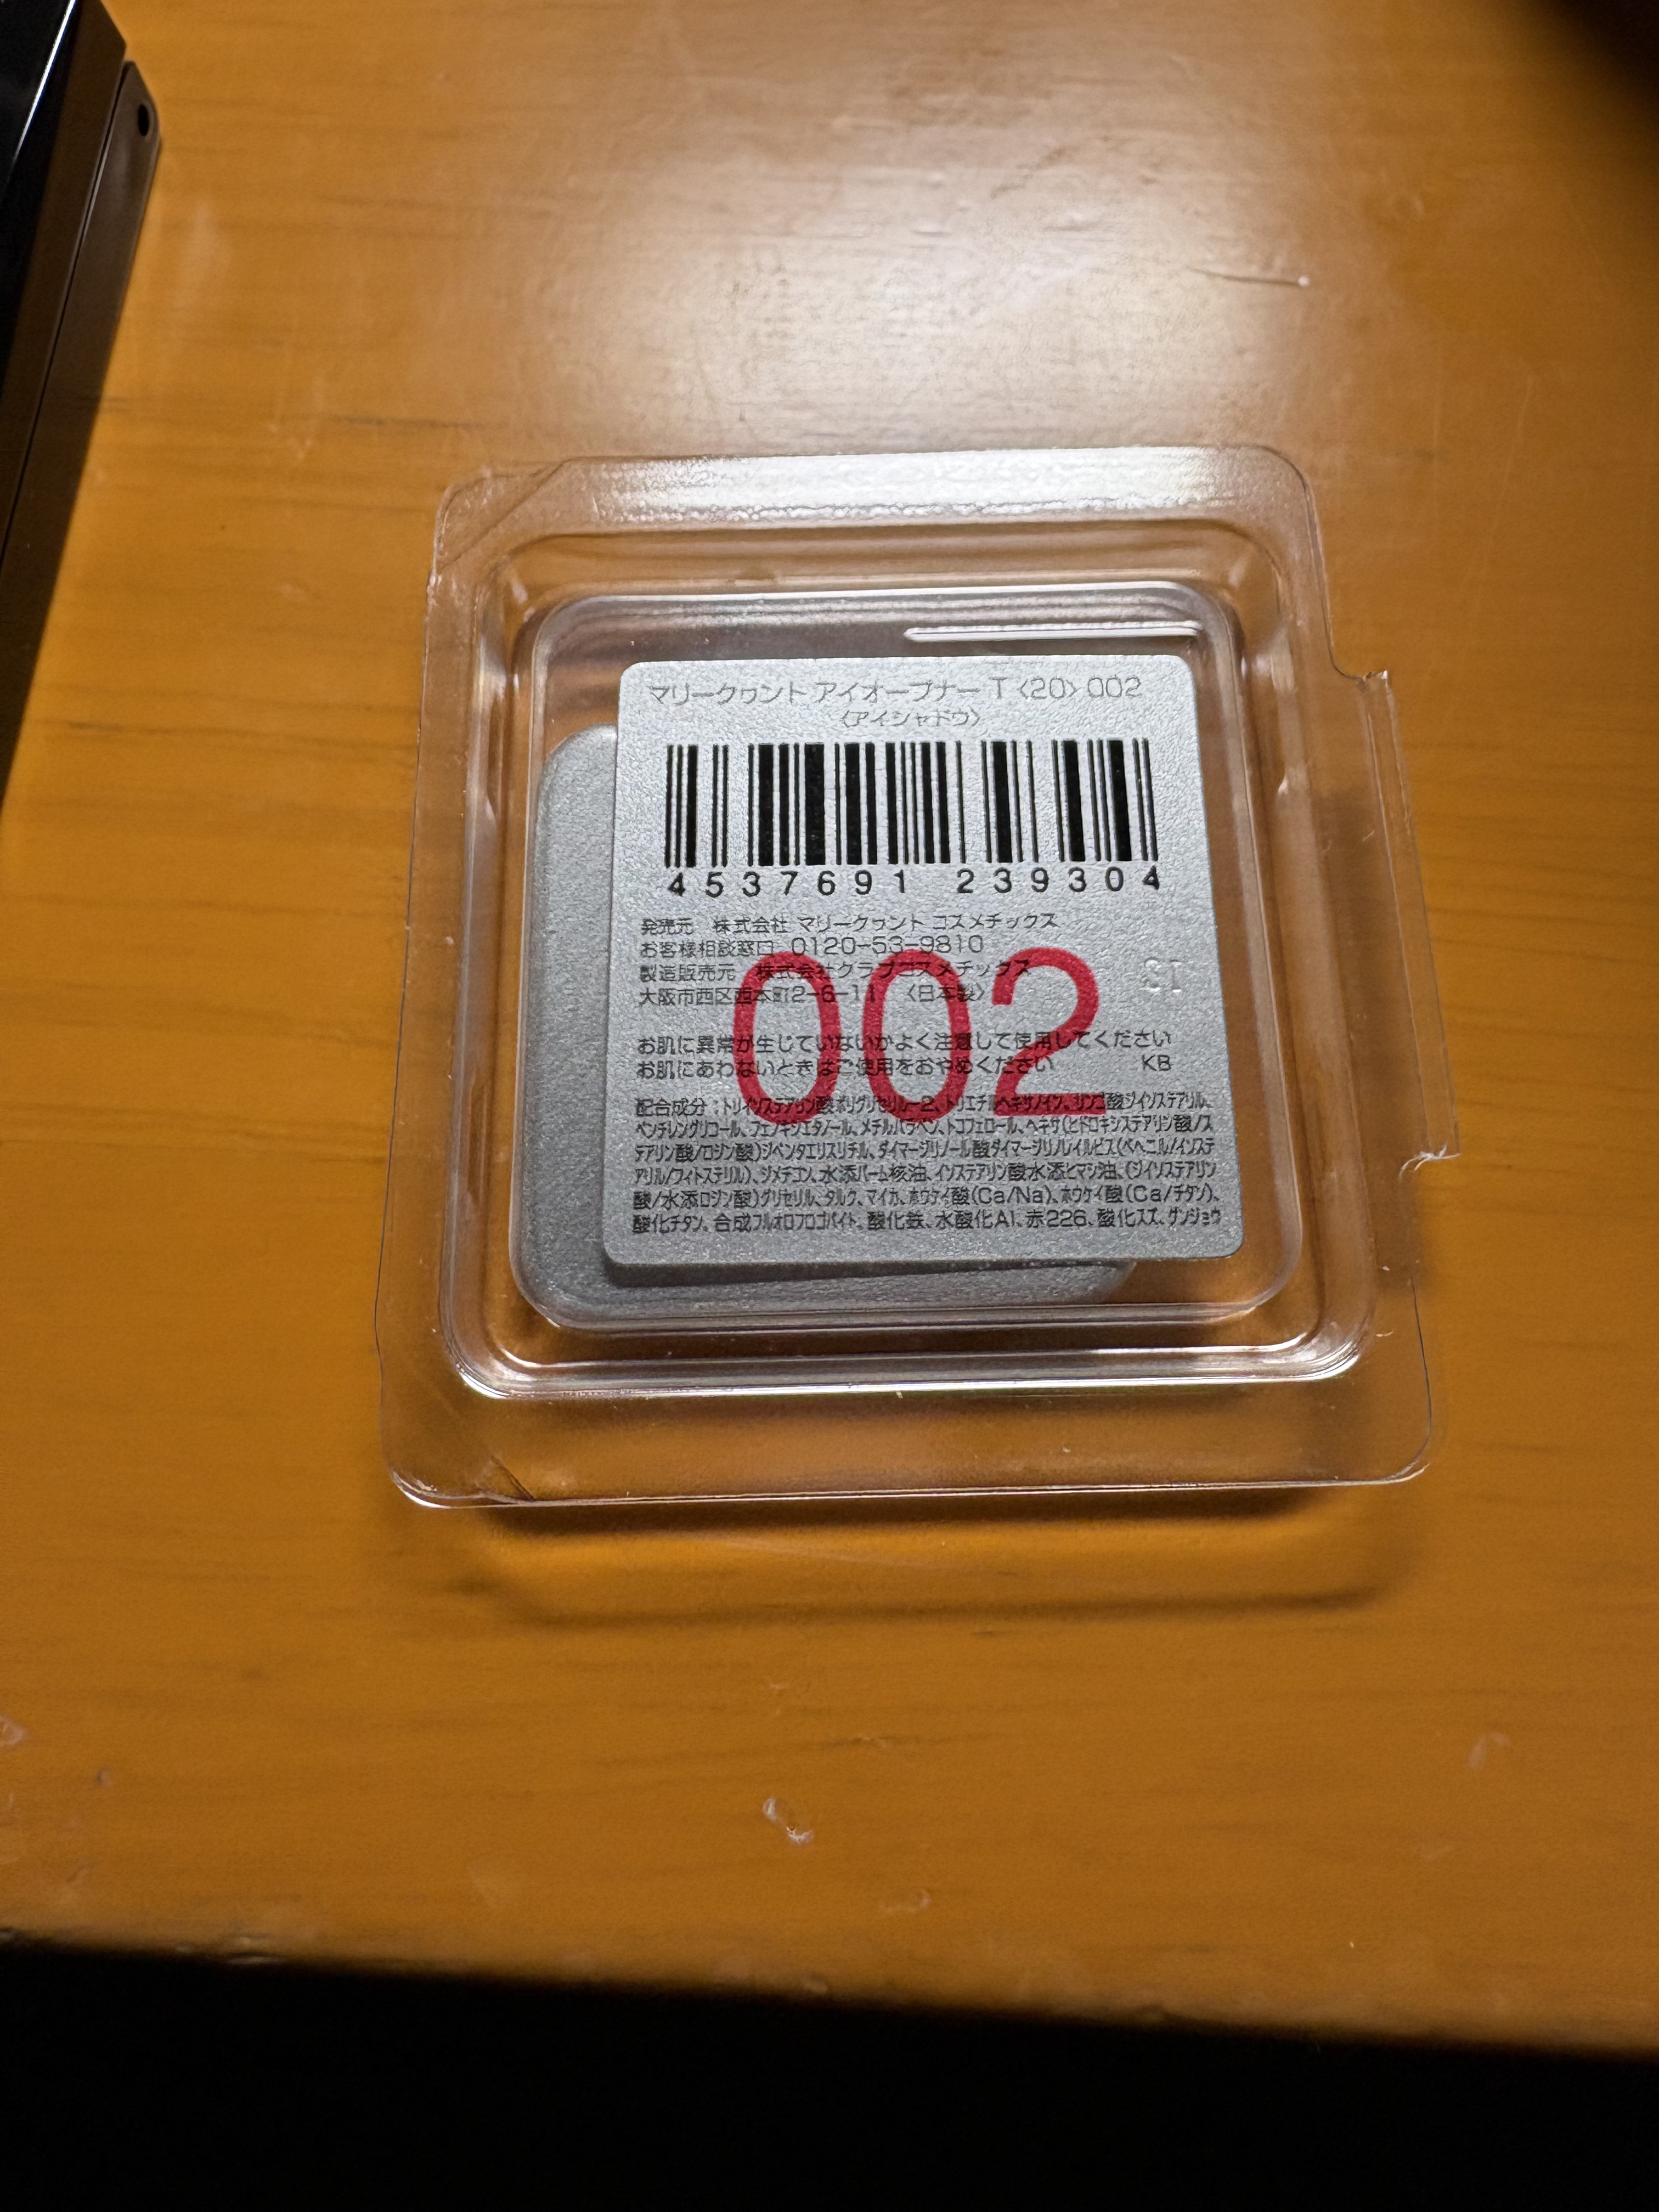 マリークヮント アイオープナー T〈20〉002
〈アイシャドウ〉
4537691 239304
発売元 株式会社 マリークヮント コスメチックス
お客様相談窓口 0120-53-9810
製造販売元 株式会社クラブコスメチックス
大阪市西区西本町2-6-11 〈日本製〉
ST
002
お肌に異常が生じていないかよく注意して使用してください
お肌にあわないときはご使用をおやめください KB
配合成分:トリイソステアリン酸ポリグリセリル-2、トリエチルヘキサノイン、リンゴ酸ジイソステアリル、
ペンチレングリコール、フェノキシエタノール、メチルパラベン、トコフェロール、ヘキサ(ヒドロキシステアリン酸/ス
テアリン酸/ロジン酸)ジペンタエリスリチル、ダイマージリノール酸ダイマージリノレイルビス(ベヘニル/イソステ
アリル/フィトステリル)、ジメチコン、水添パーム核油、イソステアリン酸水添ヒマシ油、(ジイソステアリン
酸/水添ロジン酸)グリセリル、タルク、マイカ、ホウケイ酸(Ca/Na)、ホウケイ酸(Ca/チタン)、
酸化チタン、合成フルオロフロゴパイト、酸化鉄、水酸化Al、赤226、酸化スズ、グンジョウ